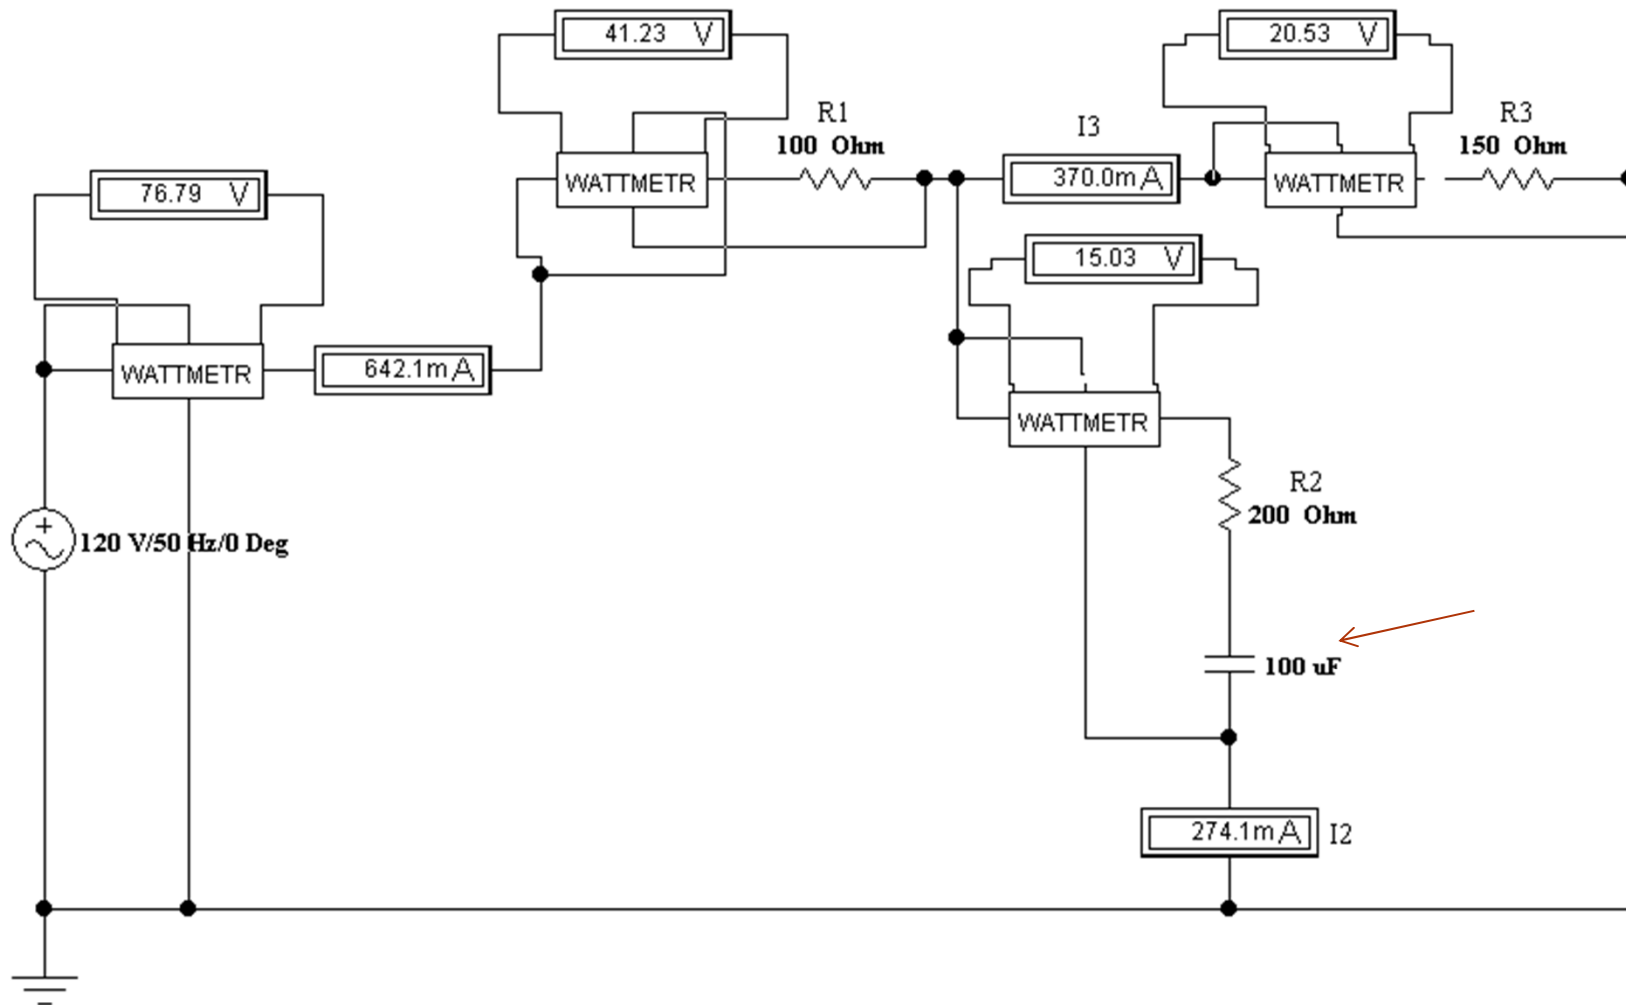 41.23 V
20.53 V
R1
100 Ohm
I3
R3
150 Ohm
370.0mA
WATTMETR
WATTMETR
76.79 V
15.03 V
WATTMETR
642.1mA
WATTMETR
R2
200 Ohm
120 V/50 Hz/0 Deg
100 uF
274.1mA
I2